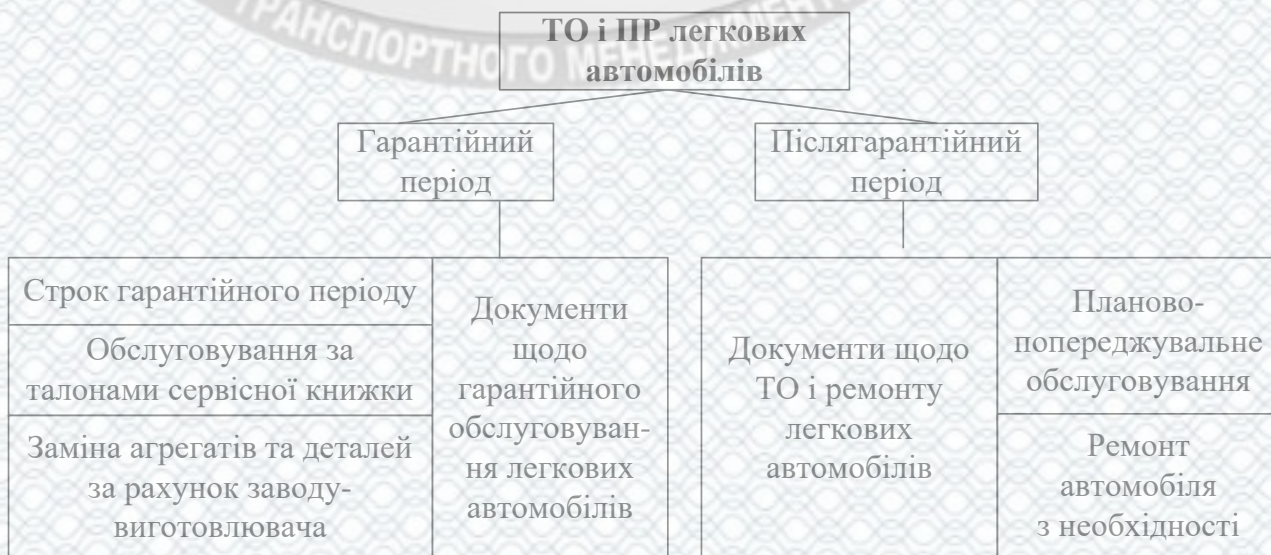 ТРАНСПОРТНОГО
ТО і ПР легкових
автомобілів
Гарантійний
період
Післягарантійний
період
Строк гарантійного періоду
Обслуговування за
талонами сервісної книжки
Заміна агрегатів та деталей
за рахунок заводу-
виготовлювача
Документи
щодо
гарантійного
обслуговуван-
ня легкових
автомобілів
Документи щодо
ТО і ремонту
легкових
автомобілів
Планово-
попереджувальне
обслуговування
Ремонт
автомобіля
з необхідності